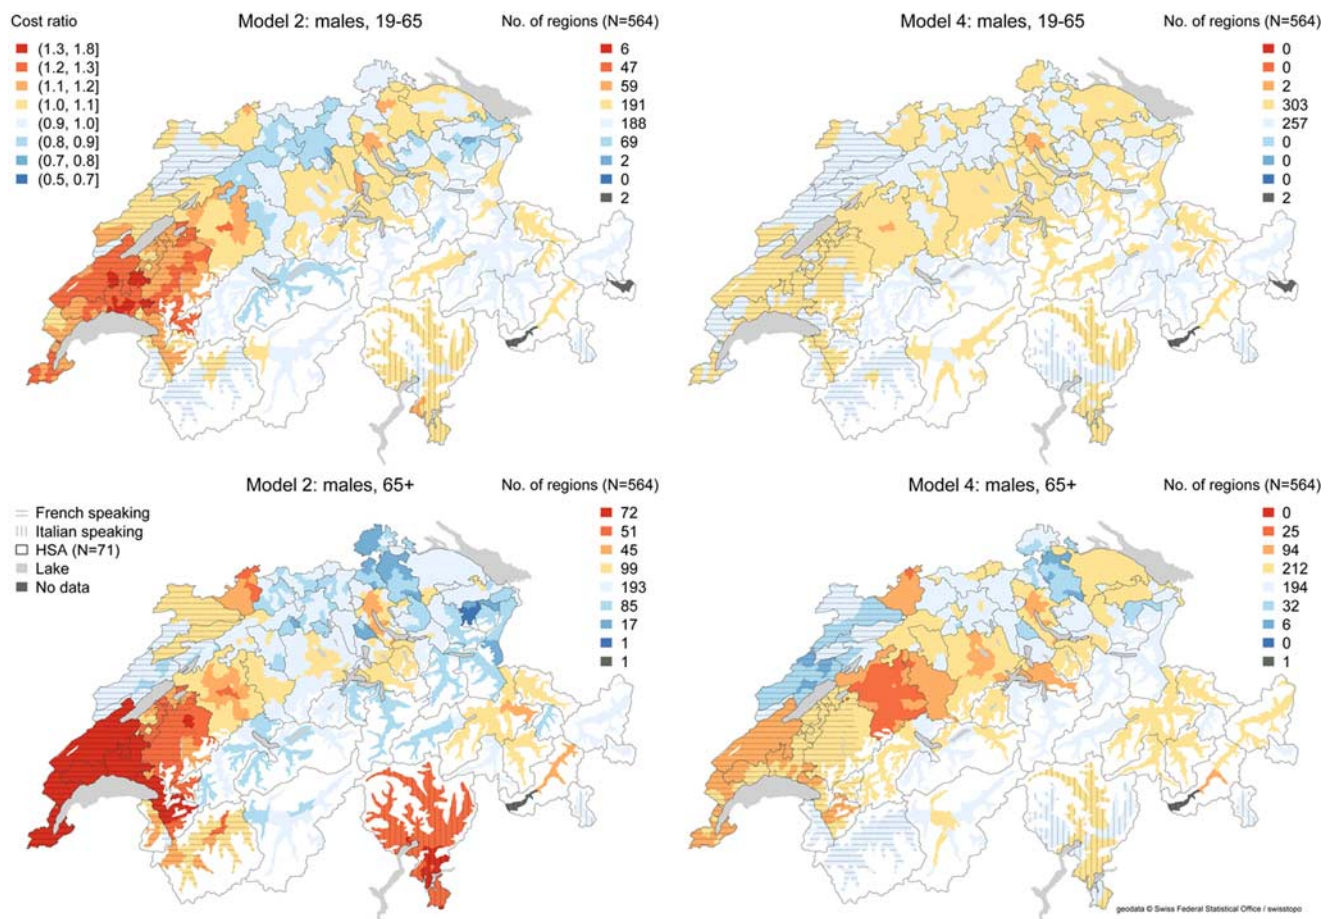 Cost ratio
Model 2: males, 19-65
No. of regions (N=564)
(1.3, 1.8]
(1.2, 1.3]
(1.1, 1.2]
(1.0, 1.1]
(0.9, 1.0]
(0.8, 0.9]
(0.7, 0.8]
(0.5, 0.7]
6
47
59
191
188
69
2
0
2
Model 4: males, 19-65
No. of regions (N=564)
0
0
2
303
257
0
0
0
2
Model 2: males, 65+
No. of regions (N=564)
French speaking
Italian speaking
HSA (N=71)
Lake
No data
72
51
45
99
193
85
17
1
1
Model 4: males, 65+
No. of regions (N=564)
0
25
94
212
194
32
6
0
1
geodata © Swiss Federal Statistical Office / swisstopo